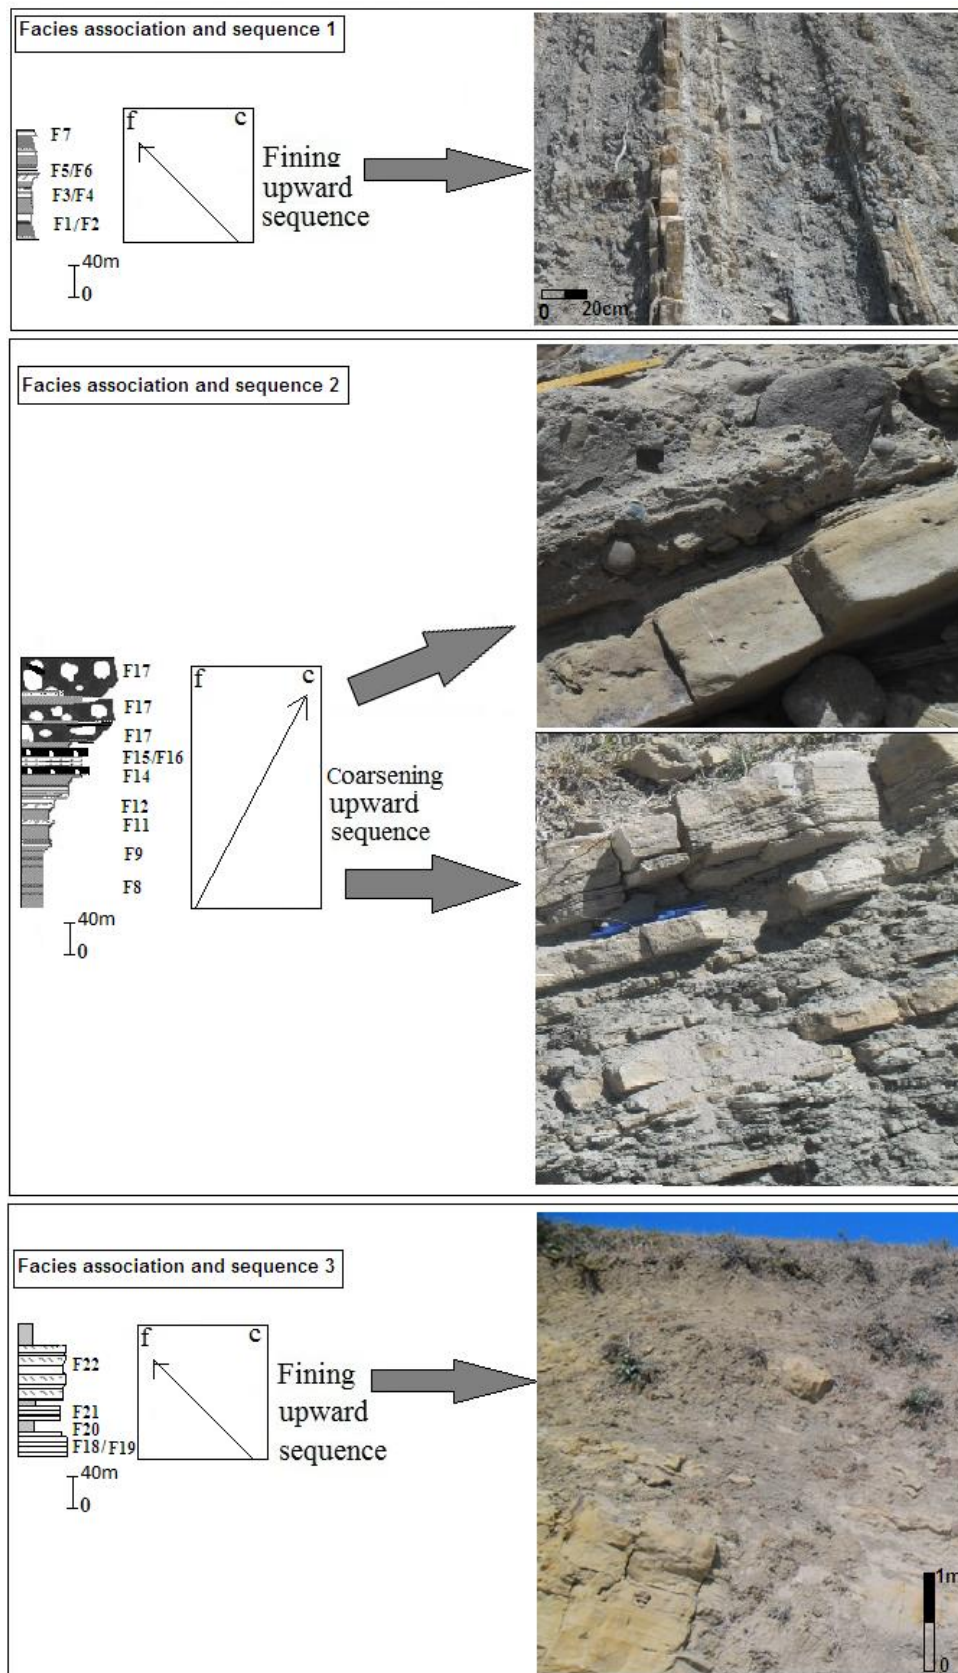 Facies association and sequence 1
f c
F7
F5/F6
F3/F4
F1/F2
Fining
upward
sequence
40m
0
0 20cm
Facies association and sequence 2
f c
F17
F17
F17
F15/F16
F14
F12
F11
F9
F8
Coarsening
upward
sequence
40m
0
Facies association and sequence 3
f c
F22
F21
F20
F18/F19
Fining
upward
sequence
40m
0
1m
0